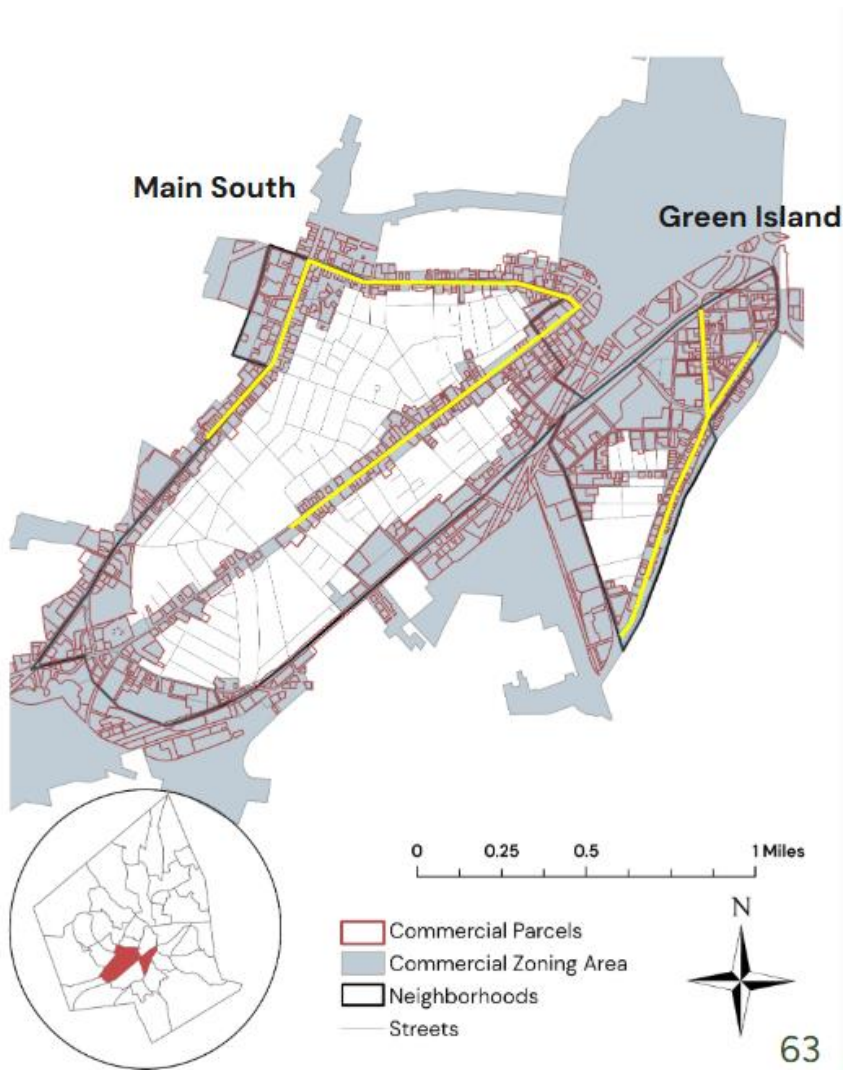 Main South
Green Island
0 0.25 0.5 1 Miles
Commercial Parcels
Commercial Zoning Area
Neighborhoods
Streets
N
63